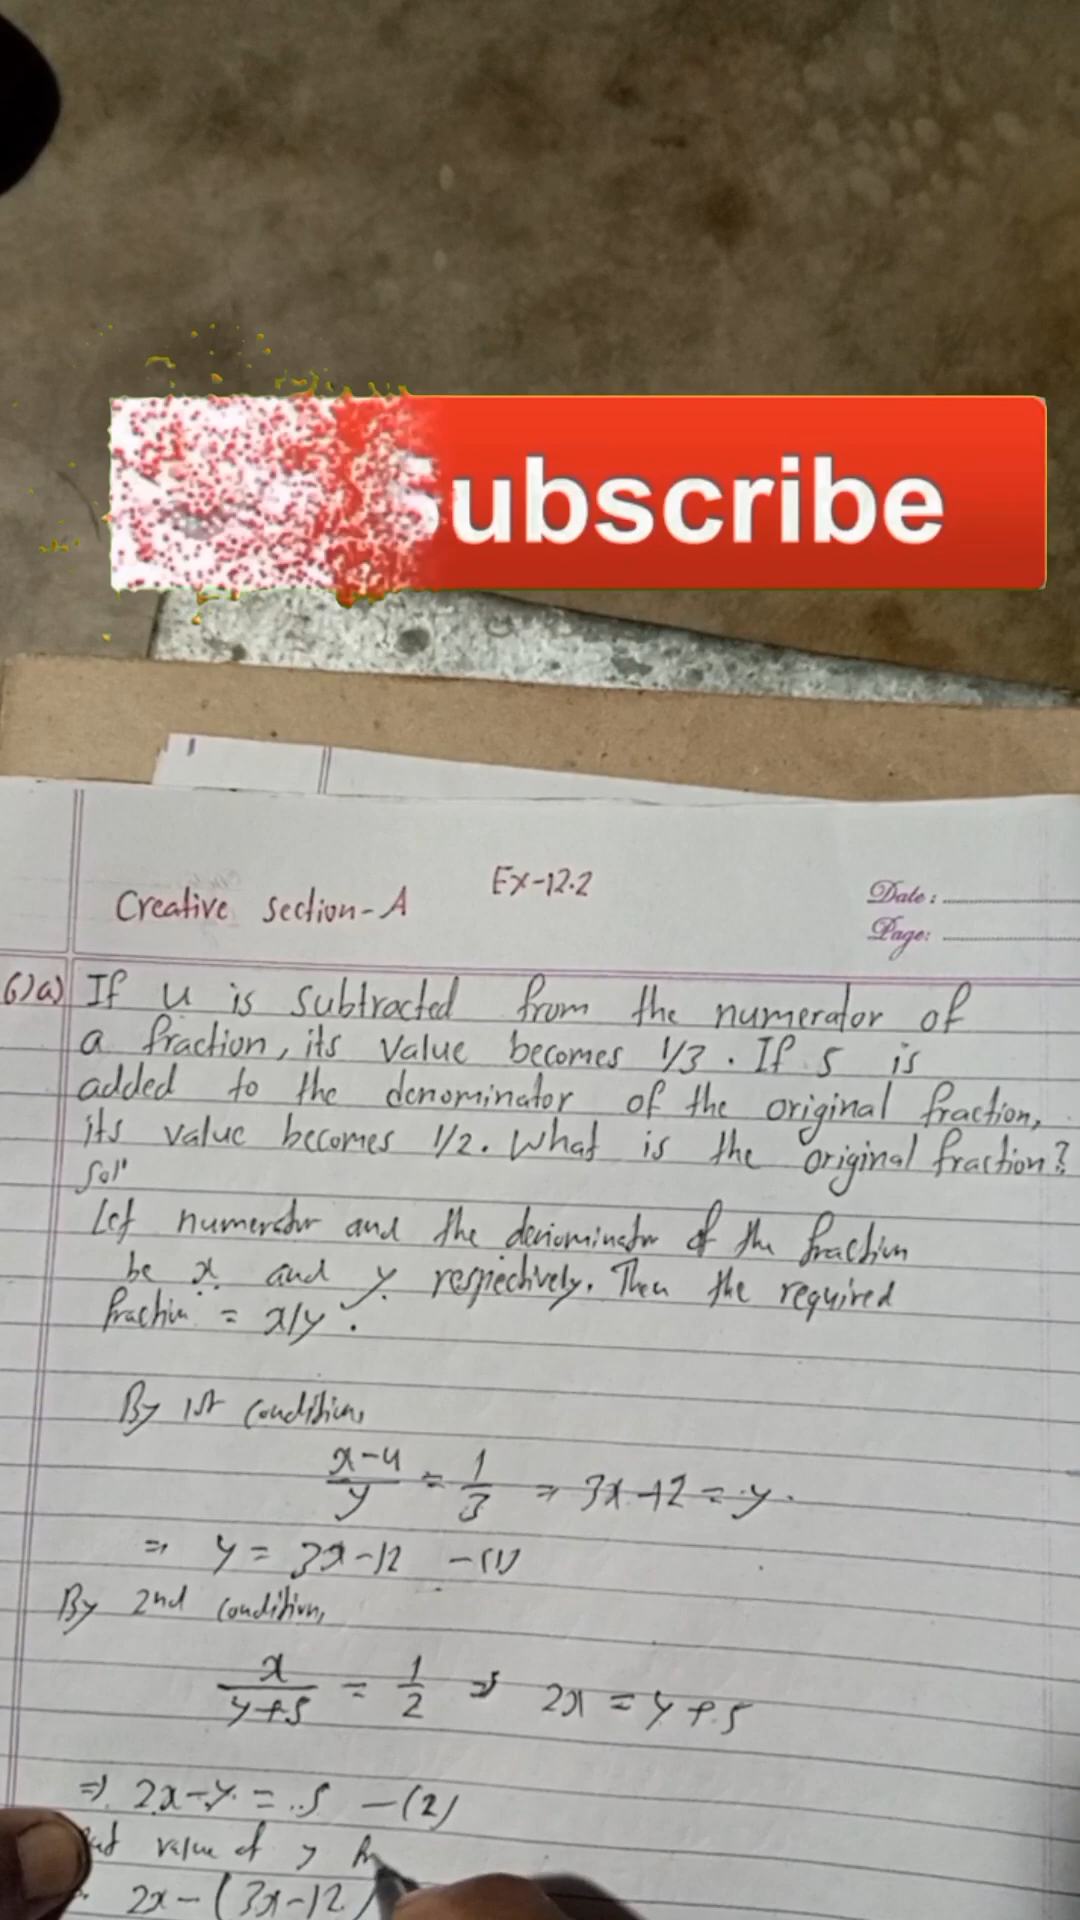 Subscribe
Ex-12.2
Creative section-A
Date:
Page:
6)a) If 4 is subtracted from the numerator of
a fraction, its value becomes 1/3. If 5 is
added to the denominator of the original fraction,
its value becomes 1/2. What is the original fraction?
Sol"
Let numerator and the denominator of the fraction
be x and y respectively. Then the required
fraction = x/y.
By 1st condition,
(x-4)/y = 1/3 ⇒ 3x-12 = y.
⇒ y = 3x-12 -(1)
By 2nd condition,
x/(y+5) = 1/2 ⇒ 2x = y+5
⇒ 2x-y = 5 -(2)
value of y
2x-(3x-12)